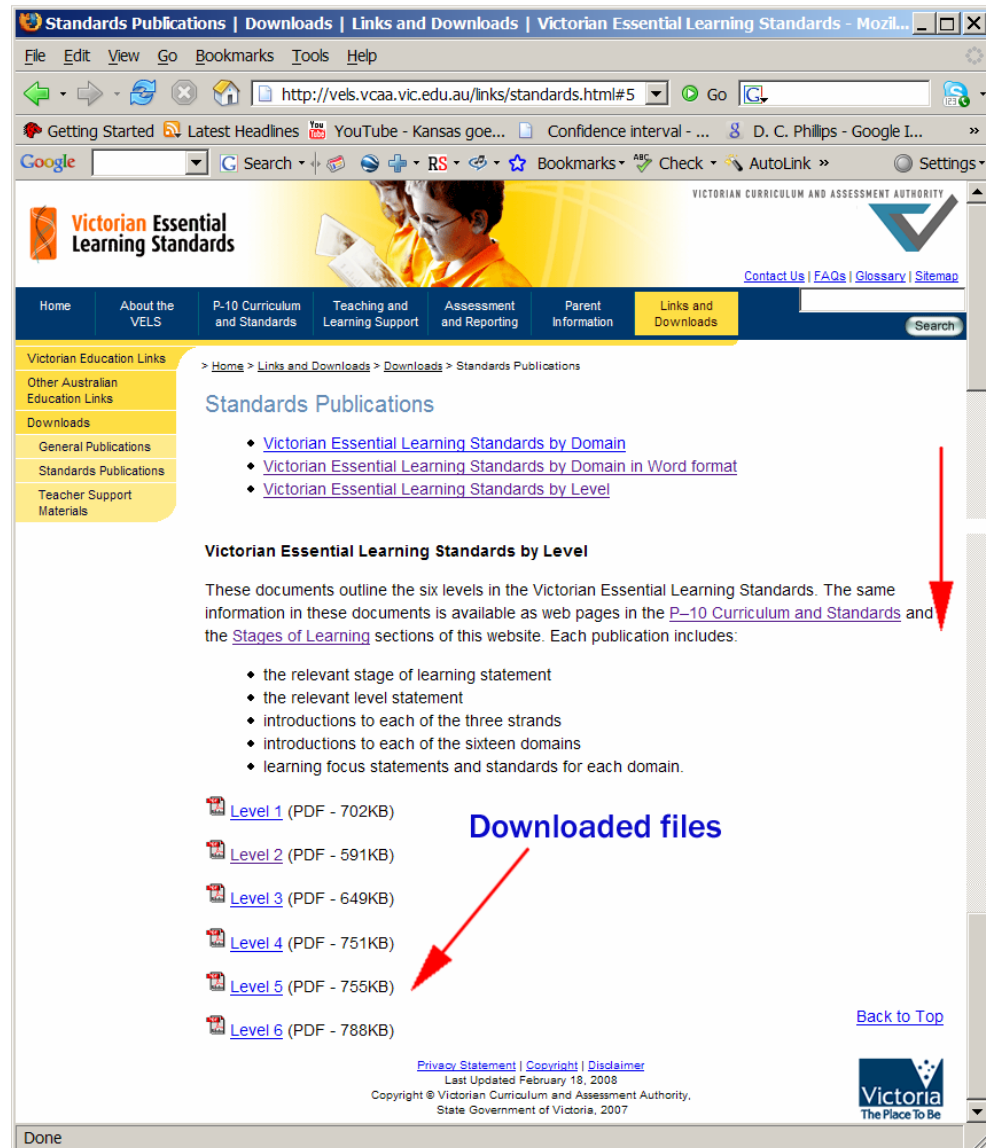 Standards Publications | Downloads | Links and Downloads | Victorian Essential Learning Standards - Mozil...
File Edit View Go Bookmarks Tools Help
http://vels.vcaa.vic.edu.au/links/standards.html#5 Go
Getting Started Latest Headlines YouTube - Kansas goe... Confidence interval - ... D. C. Phillips - Google I... »
Google Search RS Bookmarks Check AutoLink » Settings
VICTORIAN CURRICULUM AND ASSESSMENT AUTHORITY
Victorian Essential
Learning Standards
Contact Us | FAQs | Glossary | Sitemap
Home About the VELS P-10 Curriculum and Standards Teaching and Learning Support Assessment and Reporting Parent Information Links and Downloads
Search
Victorian Education Links
Other Australian
Education Links
Downloads
General Publications
Standards Publications
Teacher Support
Materials
> Home > Links and Downloads > Downloads > Standards Publications
Standards Publications
Victorian Essential Learning Standards by Domain
Victorian Essential Learning Standards by Domain in Word format
Victorian Essential Learning Standards by Level
Victorian Essential Learning Standards by Level
These documents outline the six levels in the Victorian Essential Learning Standards. The same
information in these documents is available as web pages in the P–10 Curriculum and Standards and
the Stages of Learning sections of this website. Each publication includes:
the relevant stage of learning statement
the relevant level statement
introductions to each of the three strands
introductions to each of the sixteen domains
learning focus statements and standards for each domain.
Level 1 (PDF - 702KB)
Downloaded files
Level 2 (PDF - 591KB)
Level 3 (PDF - 649KB)
Level 4 (PDF - 751KB)
Level 5 (PDF - 755KB)
Level 6 (PDF - 788KB)
Back to Top
Privacy Statement | Copyright | Disclaimer
Last Updated February 18, 2008
Copyright © Victorian Curriculum and Assessment Authority,
State Government of Victoria, 2007
Victoria
The Place To Be
Done